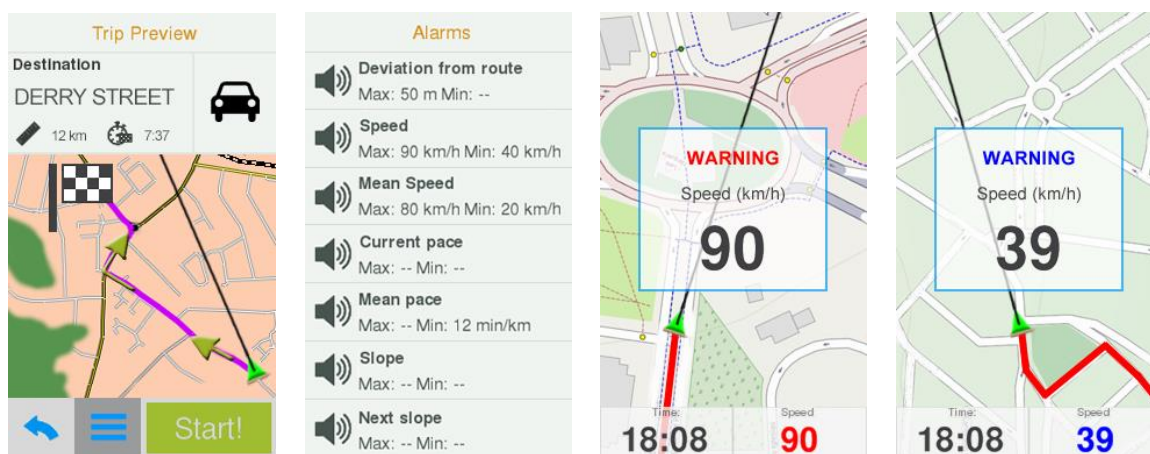 Trip Preview
Destination
DERRY STREET
12 km 7:37
Start!
Alarms
Deviation from route
Max: 50 m Min: --
Speed
Max: 90 km/h Min: 40 km/h
Mean Speed
Max: 80 km/h Min: 20 km/h
Current pace
Max: -- Min: --
Mean pace
Max: -- Min: 12 min/km
Slope
Max: -- Min: --
Next slope
Max: -- Min: --
WARNING
Speed (km/h)
90
Time: Speed
18:08 90
WARNING
Speed (km/h)
39
Time: Speed
18:08 39